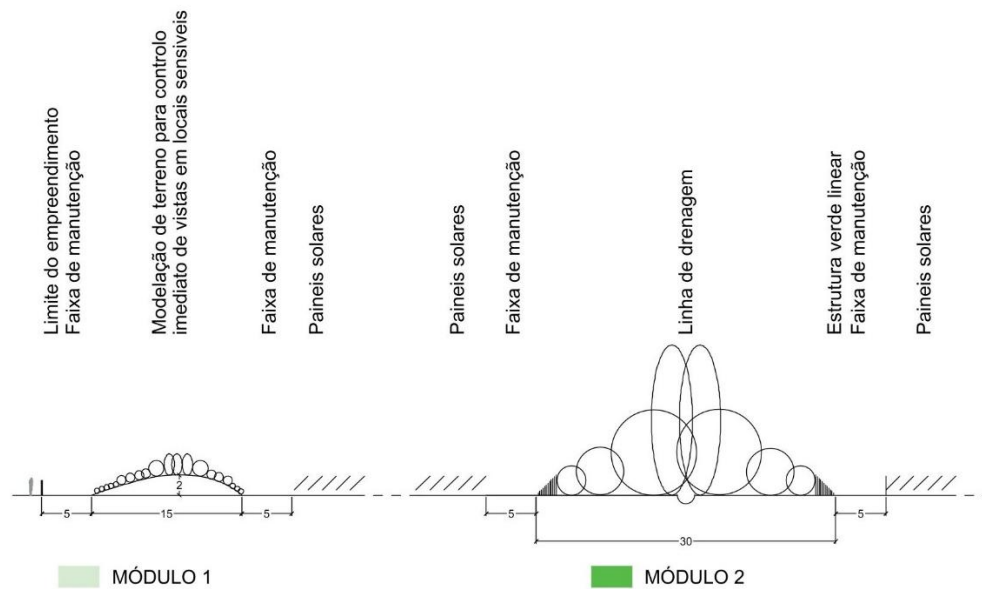 Limite do empreendimento
Faixa de manutenção
Modelação de terreno para controlo
imediato de vistas em locais sensiveis
Faixa de manutenção
Paineis solares
Paineis solares
Faixa de manutenção
Linha de drenagem
Estrutura verde linear
Faixa de manutenção
Paineis solares
2
5
15
5
5
30
5
MÓDULO 1
MÓDULO 2